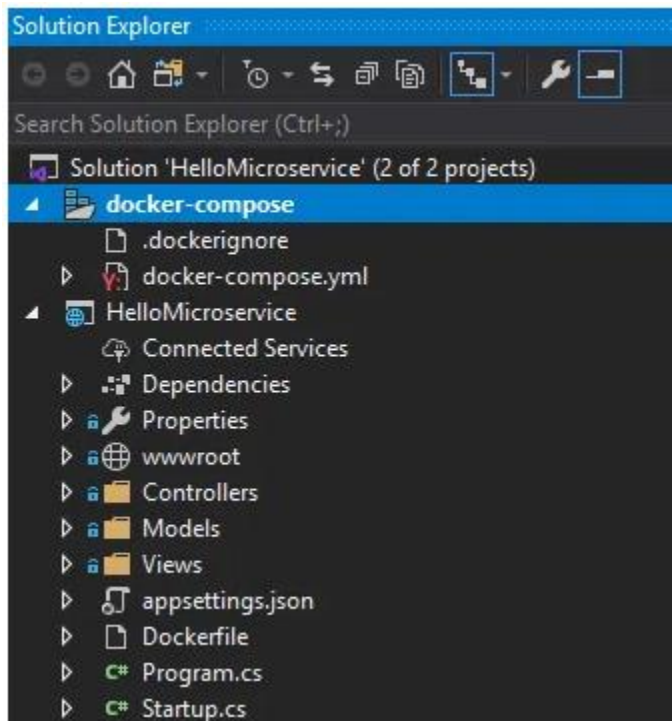 Solution Explorer
Search Solution Explorer (Ctrl+;)
Solution 'HelloMicroservice' (2 of 2 projects)
docker-compose
.dockerignore
docker-compose.yml
HelloMicroservice
Connected Services
Dependencies
Properties
wwwroot
Controllers
Models
Views
appsettings.json
Dockerfile
C# Program.cs
C# Startup.cs